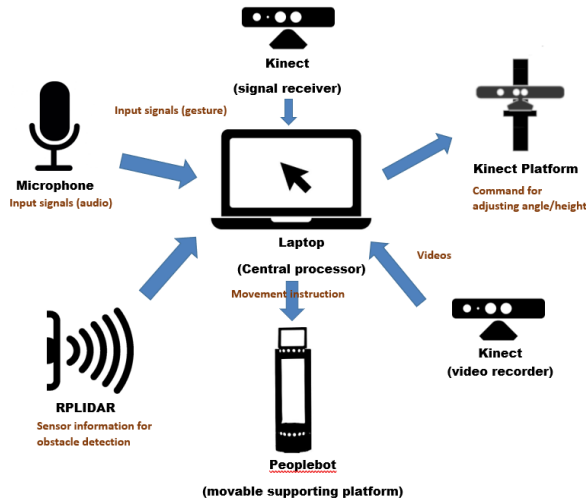 Kinect
(signal receiver)
Input signals (gesture)
Microphone
Input signals (audio)
Kinect Platform
Command for
adjusting angle/height
Laptop
(Central processor)
Movement instruction
Videos
Kinect
(video recorder)
RPLIDAR
Sensor information for
obstacle detection
Peoplebot
(movable supporting platform)